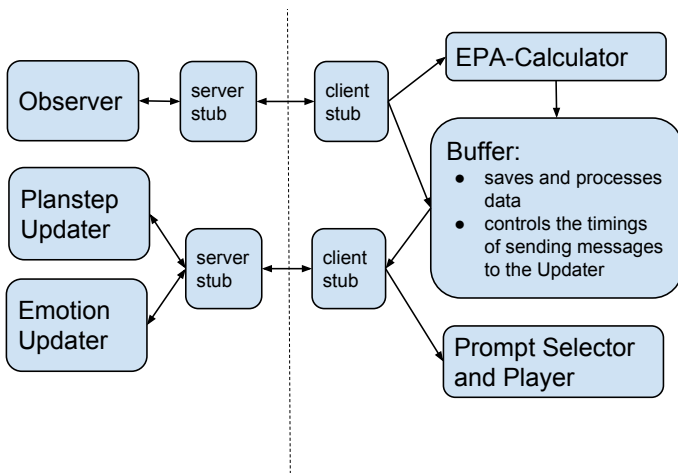 Observer
server
stub
client
stub
EPA-Calculator
Buffer:
● saves and processes
data
● controls the timings
of sending messages
to the Updater
Planstep
Updater
Emotion
Updater
server
stub
client
stub
Prompt Selector
and Player